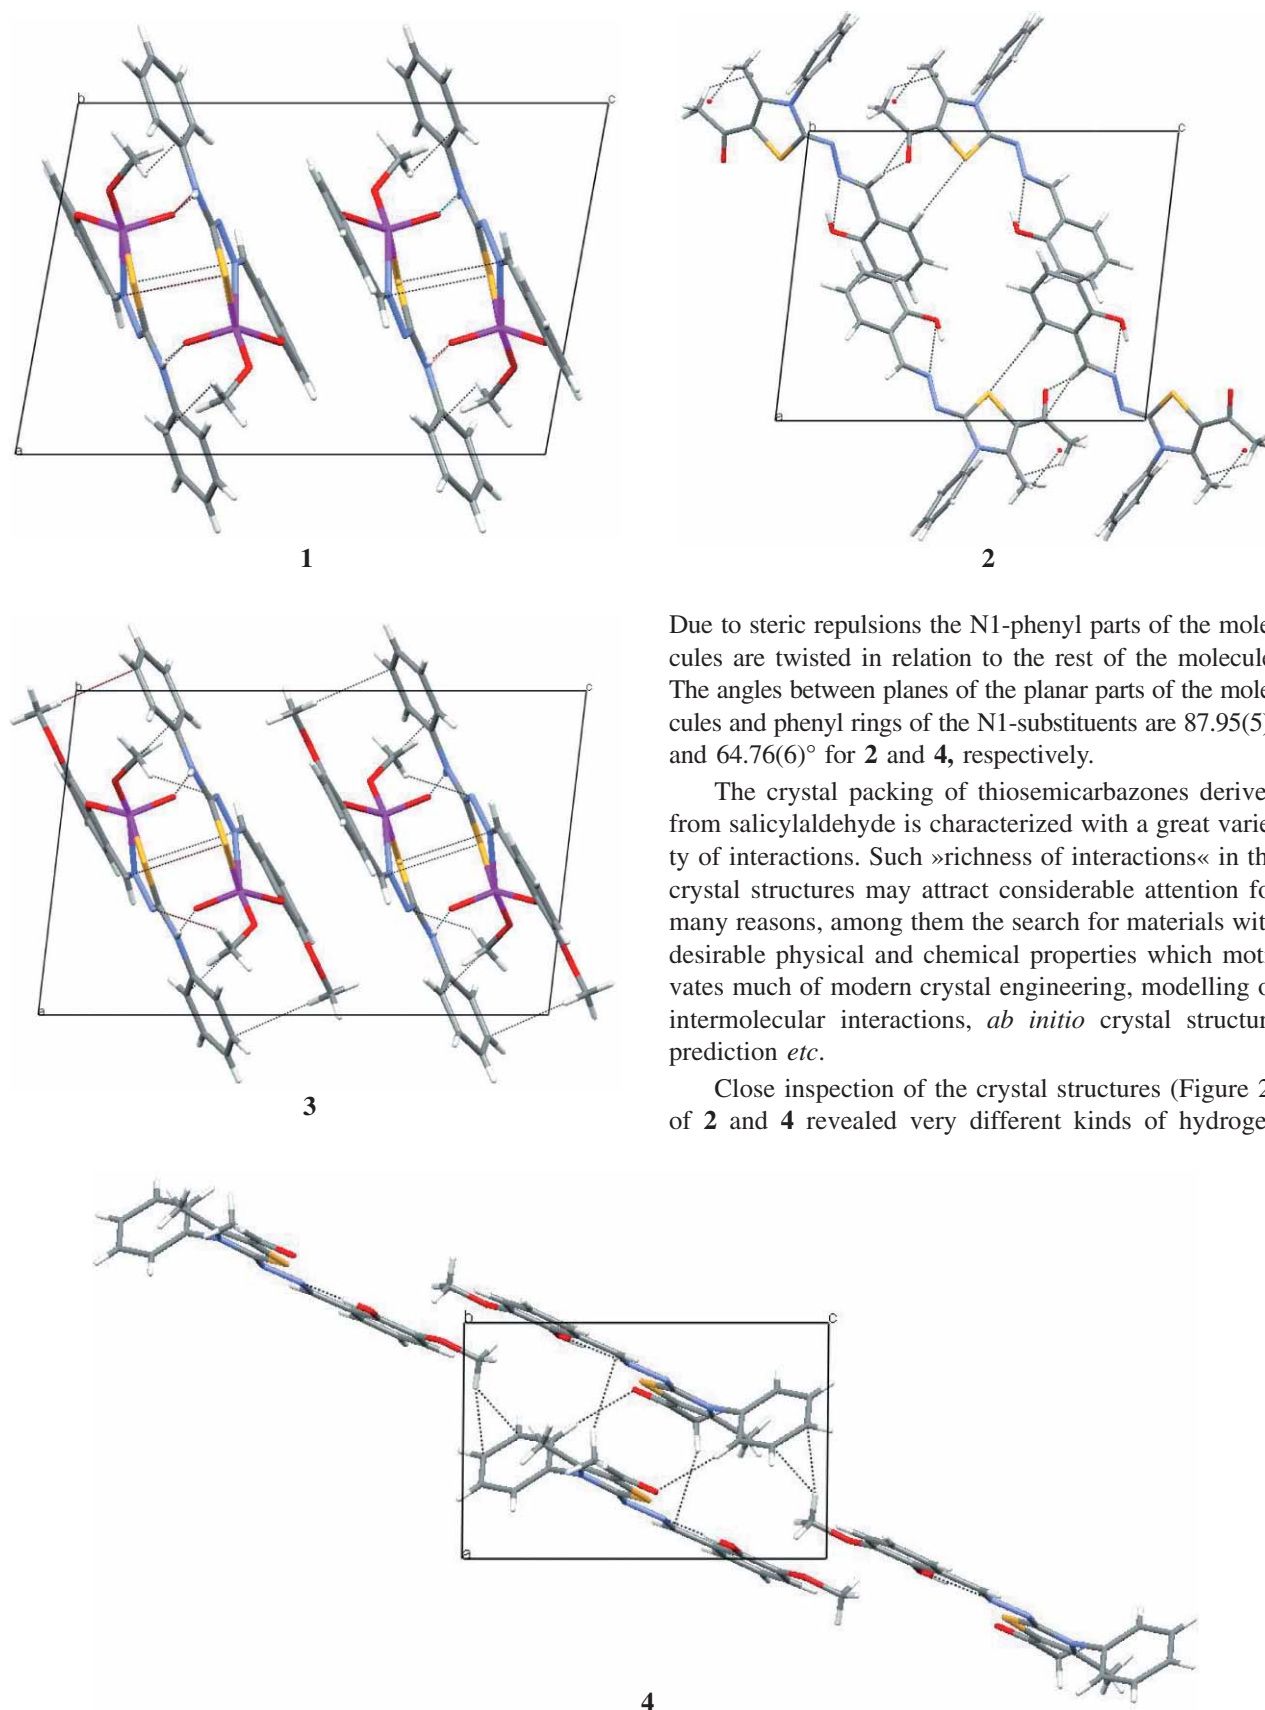 b
c
a
1
b
c
a
2
b
c
a
3
Due to steric repulsions the N1-phenyl parts of the mole
cules are twisted in relation to the rest of the molecule
The angles between planes of the planar parts of the mole
cules and phenyl rings of the N1-substituents are 87.95(5)
and 64.76(6)° for 2 and 4, respectively.
The crystal packing of thiosemicarbazones derive
from salicylaldehyde is characterized with a great varie
ty of interactions. Such »richness of interactions« in th
crystal structures may attract considerable attention fo
many reasons, among them the search for materials wit
desirable physical and chemical properties which mot
vates much of modern crystal engineering, modelling o
intermolecular interactions, ab initio crystal structur
prediction etc.
Close inspection of the crystal structures (Figure 2
of 2 and 4 revealed very different kinds of hydroge
b
c
a
4